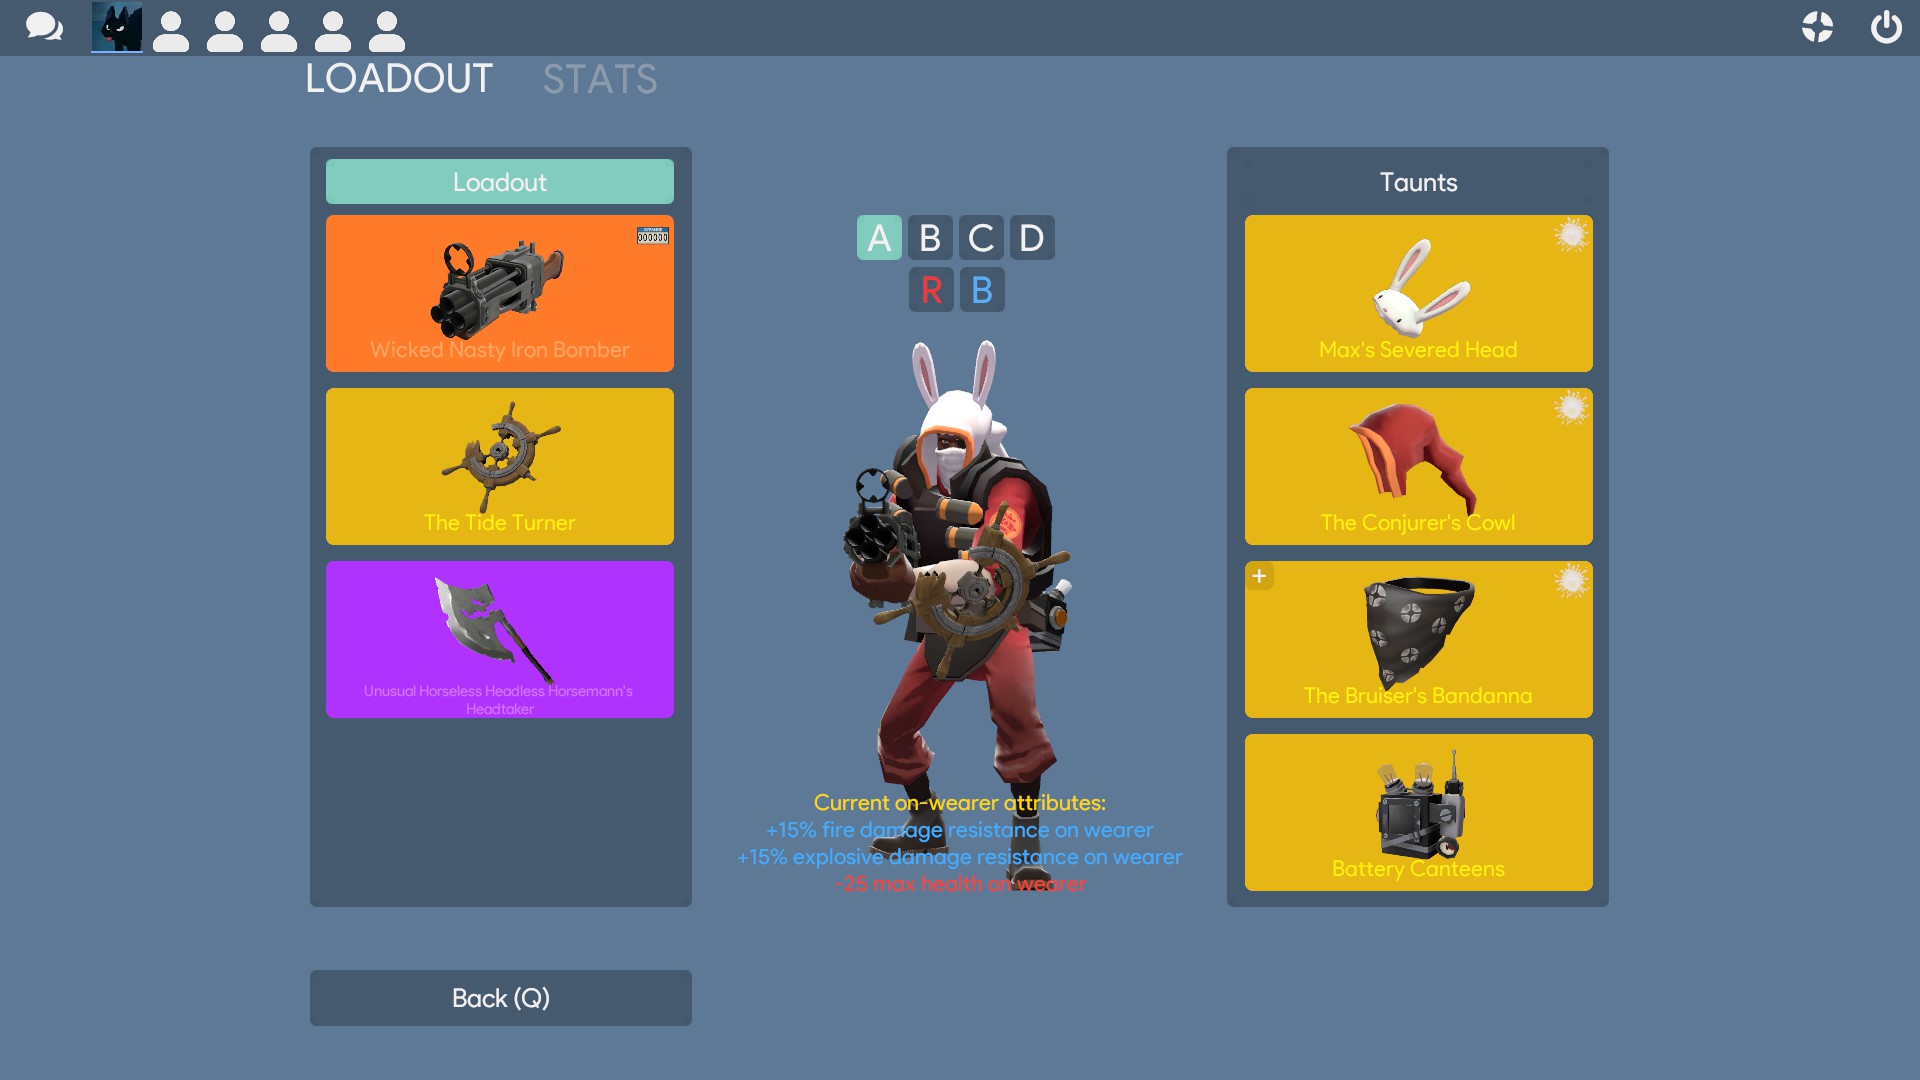 LOADOUT STATS
Loadout
STRANGE
000000
Wicked Nasty Iron Bomber
The Tide Turner
Unusual Horseless Headless Horsemann's
Headtaker
Back (Q)
A B C D
R B
Current on-wearer attributes:
+15% fire damage resistance on wearer
+15% explosive damage resistance on wearer
-25 max health on wearer
Taunts
Max's Severed Head
The Conjurer's Cowl
+
The Bruiser's Bandanna
Battery Canteens